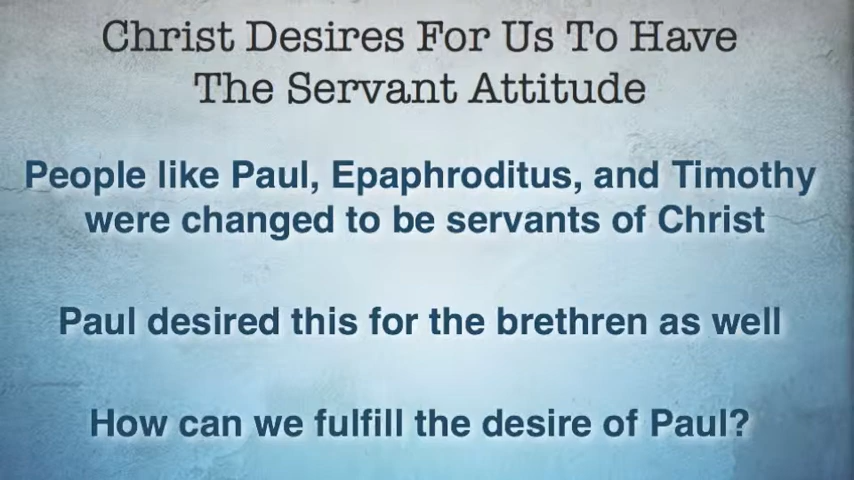 Christ Desires For Us To Have
The Servant Attitude
People like Paul, Epaphroditus, and Timothy
were changed to be servants of Christ
Paul desired this for the brethren as well
How can we fulfill the desire of Paul?